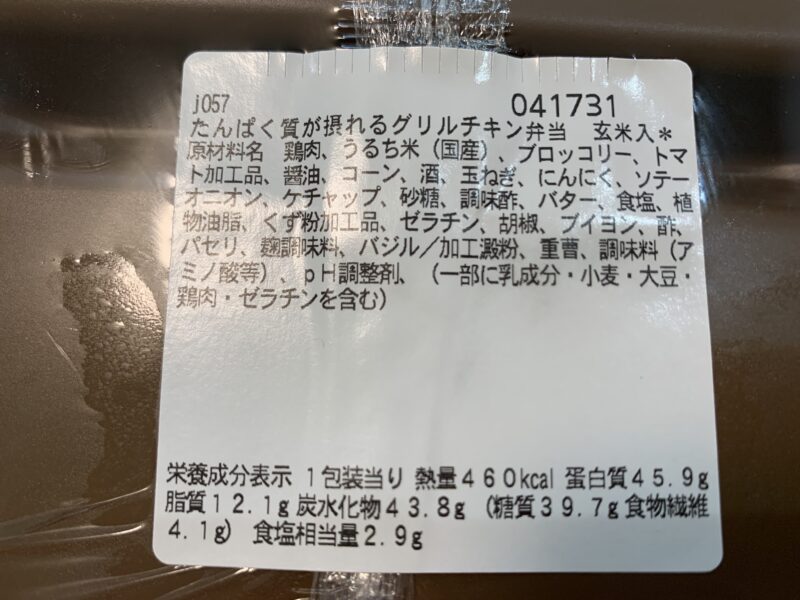 j057 041731
たんぱく質が摂れるグリルチキン弁当 玄米入*
原材料名 鶏肉、うるち米(国産)、ブロッコリー、トマ
ト加工品、醤油、コーン、酒、玉ねぎ、にんにく、ソテー
オニオン、ケチャップ、砂糖、調味酢、バター、食塩、植
物油脂、くず粉加工品、ゼラチン、胡椒、ブイヨン、酢、
パセリ、麹調味料、バジル/加工澱粉、重曹、調味料(ア
ミノ酸等)、pH調整剤、(一部に乳成分・小麦・大豆・
鶏肉・ゼラチンを含む)
栄養成分表示 1包装当り 熱量460kcal 蛋白質45.9g
脂質12.1g 炭水化物43.8g (糖質39.7g 食物繊維
4.1g) 食塩相当量2.9g